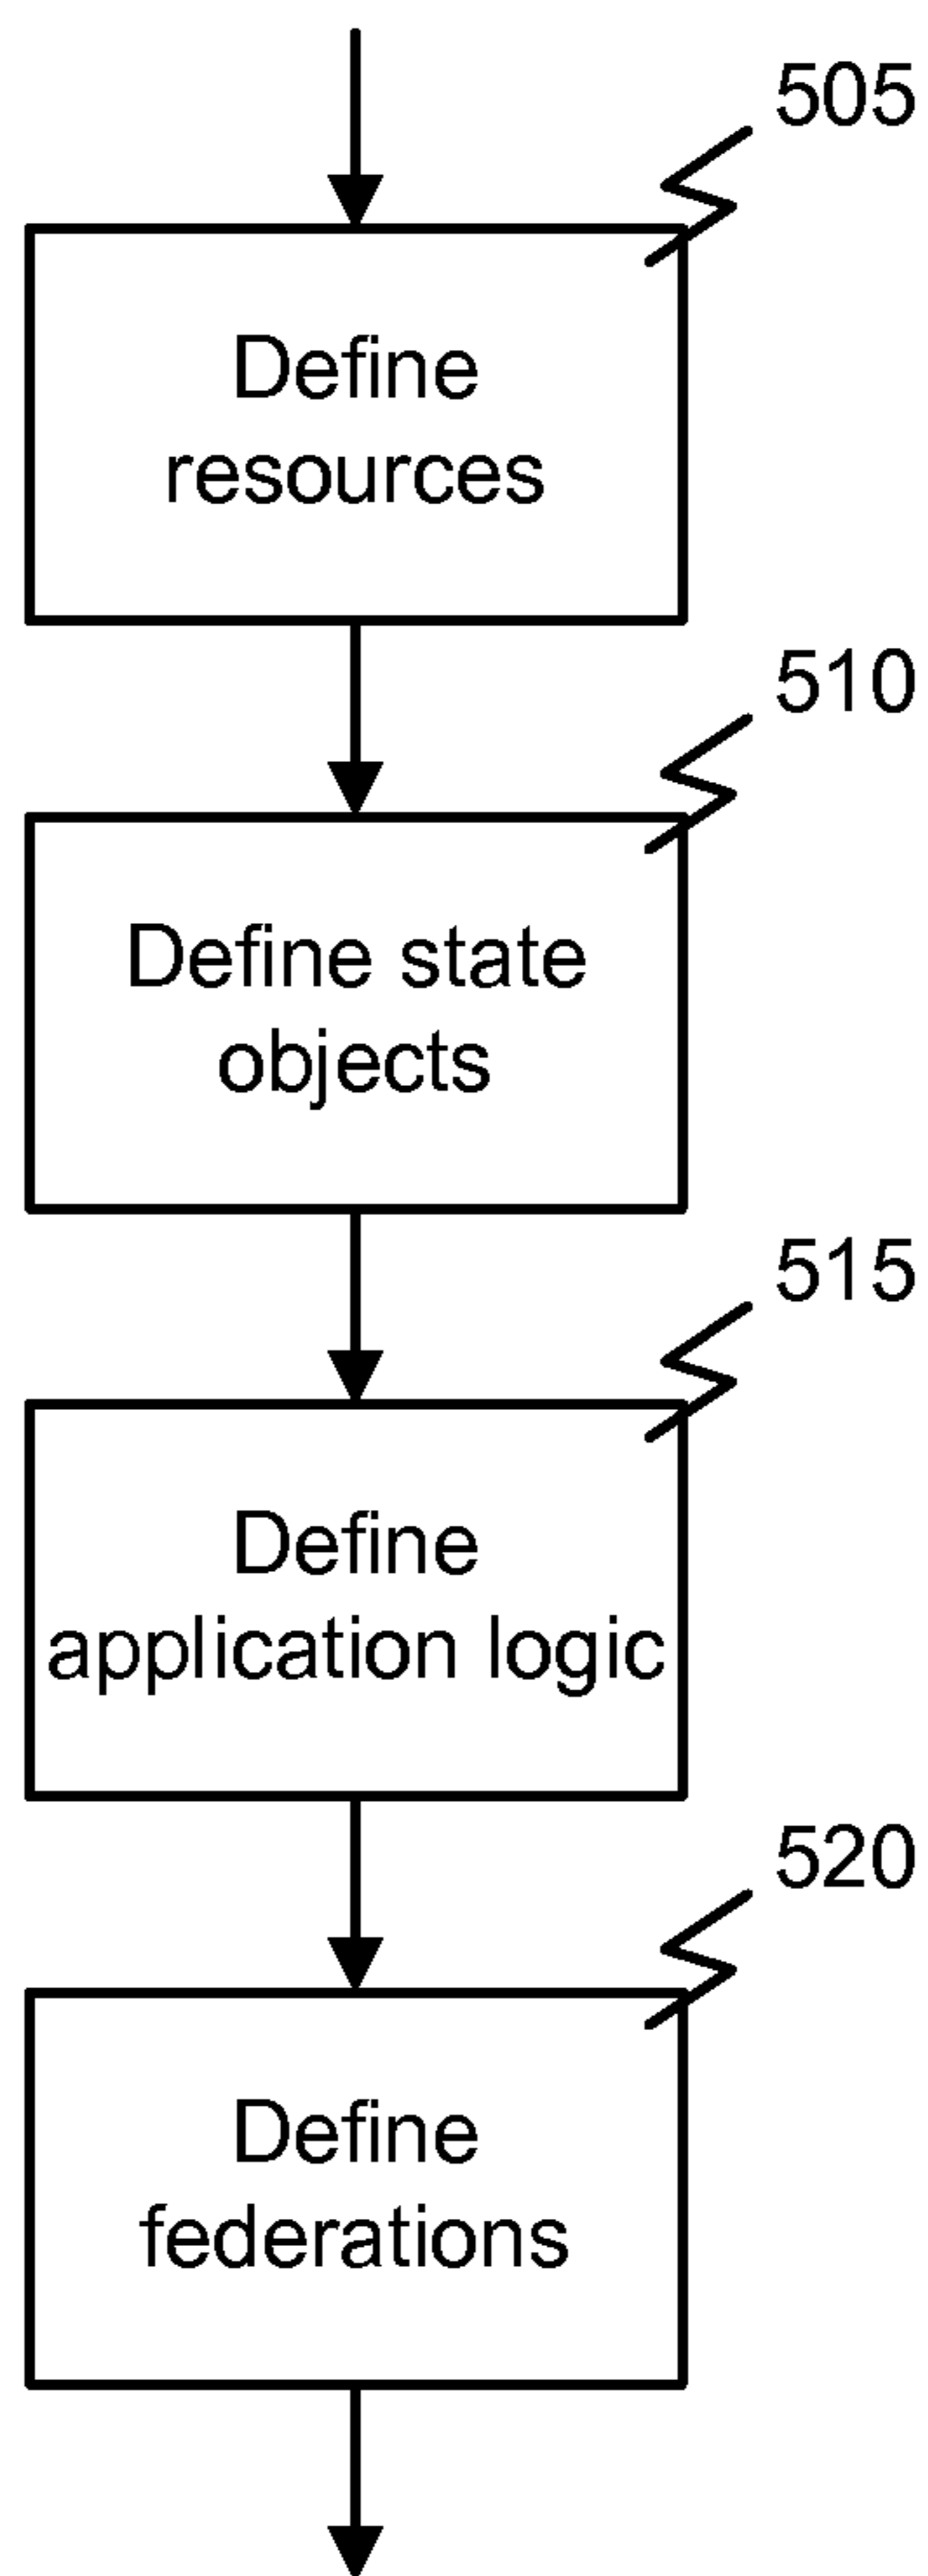 505
Define
resources
510
Define state
objects
515
Define
application logic
520
Define
federations